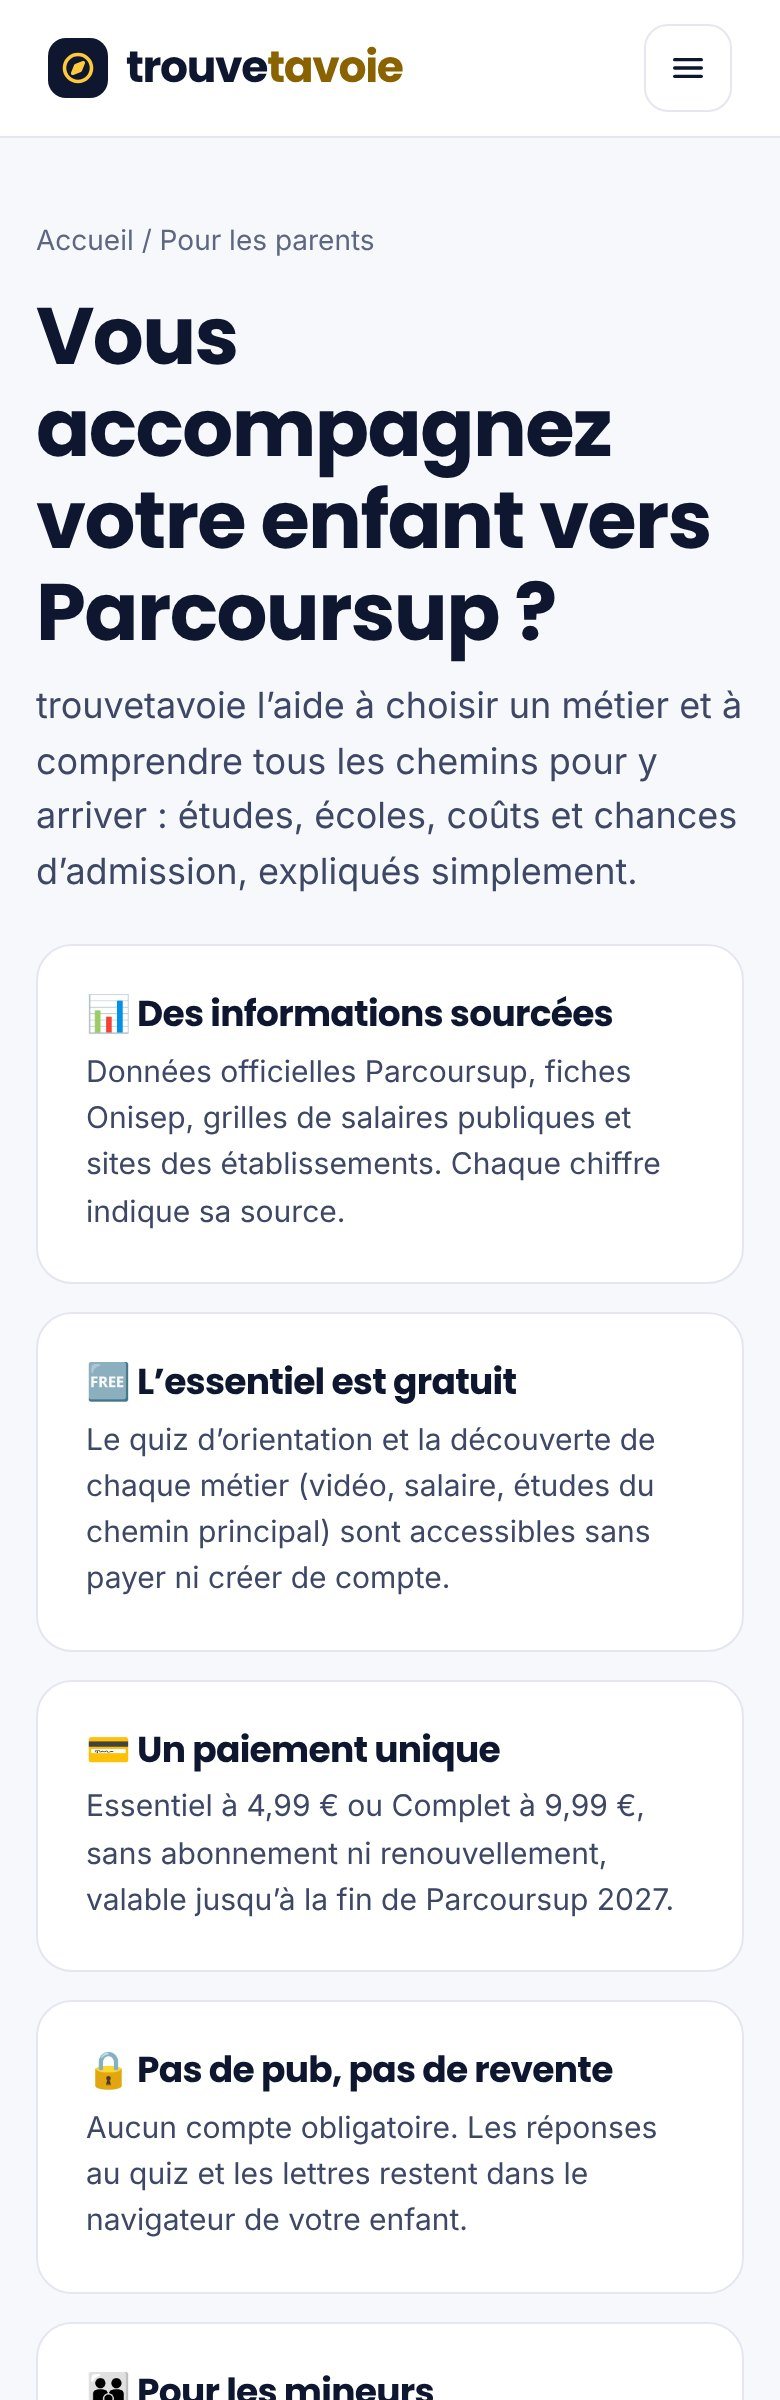 trouvetavoie
Accueil / Pour les parents
Vous
accompagnez
votre enfant vers
Parcoursup ?
trouvetavoie l’aide à choisir un métier et à
comprendre tous les chemins pour y
arriver : études, écoles, coûts et chances
d’admission, expliqués simplement.
Des informations sourcées
Données officielles Parcoursup, fiches
Onisep, grilles de salaires publiques et
sites des établissements. Chaque chiffre
indique sa source.
FREE L’essentiel est gratuit
Le quiz d’orientation et la découverte de
chaque métier (vidéo, salaire, études du
chemin principal) sont accessibles sans
payer ni créer de compte.
Un paiement unique
Essentiel à 4,99 € ou Complet à 9,99 €,
sans abonnement ni renouvellement,
valable jusqu’à la fin de Parcoursup 2027.
Pas de pub, pas de revente
Aucun compte obligatoire. Les réponses
au quiz et les lettres restent dans le
navigateur de votre enfant.
Pour les mineurs